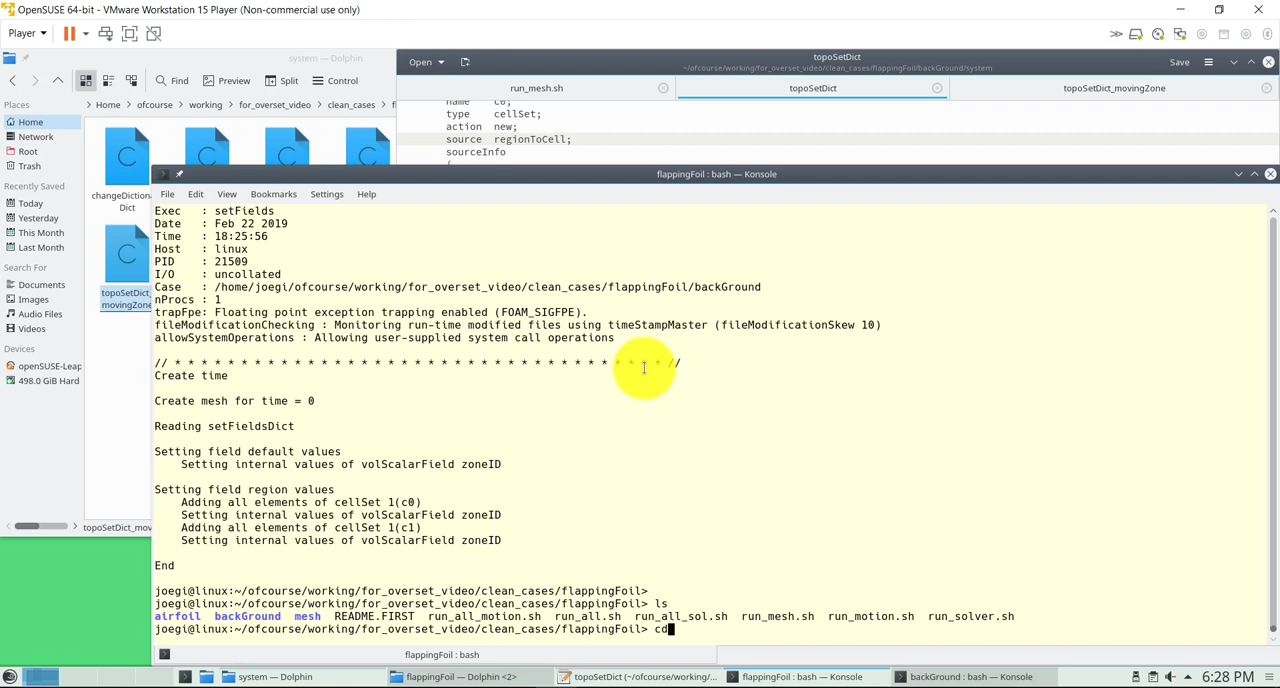 OpenSUSE 64-bit - VMware Workstation 15 Player (Non-commercial use only)
Player
system — Dolphin
Find Preview Split Control
Places
Home
Network
Root
Trash
Recently Saved
Today
Yesterday
This Month
Last Month
Search For
Documents
Images
Audio Files
Videos
Devices
openSUSE-Leap
498.0 GiB Hard
Home ofcourse working for_overset_video clean_cases
changeDictiona
Dict
topoSetDict_
movingZone
topoSetDict_mov
Open
topoSetDict
~/ofcourse/working/for_overset_video/clean_cases/flappingFoil/backGround/system
Save
run_mesh.sh
topoSetDict
topoSetDict_movingZone
name c0;
type cellSet;
action new;
source regionToCell;
sourceInfo
flappingFoil : bash — Konsole
File Edit View Bookmarks Settings Help
Exec : setFields
Date : Feb 22 2019
Time : 18:25:56
Host : linux
PID : 21509
I/O : uncollated
Case : /home/joegi/ofcourse/working/for_overset_video/clean_cases/flappingFoil/backGround
nProcs : 1
trapFpe: Floating point exception trapping enabled (FOAM_SIGFPE).
fileModificationChecking : Monitoring run-time modified files using timeStampMaster (fileModificationSkew 10)
allowSystemOperations : Allowing user-supplied system call operations
// * * * * * * * * * * * * * * * * * * * * * * * * * * * * * * * * * * * * * //
Create time
Create mesh for time = 0
Reading setFieldsDict
Setting field default values
Setting internal values of volScalarField zoneID
Setting field region values
Adding all elements of cellSet 1(c0)
Setting internal values of volScalarField zoneID
Adding all elements of cellSet 1(c1)
Setting internal values of volScalarField zoneID
End
joegi@linux:~/ofcourse/working/for_overset_video/clean_cases/flappingFoil>
joegi@linux:~/ofcourse/working/for_overset_video/clean_cases/flappingFoil> ls
airfoil backGround mesh README.FIRST run_all_motion.sh run_all.sh run_all_sol.sh run_mesh.sh run_motion.sh run_solver.sh
joegi@linux:~/ofcourse/working/for_overset_video/clean_cases/flappingFoil> cd
flappingFoil : bash
system — Dolphin
flappingFoil — Dolphin <2>
topoSetDict (~/ofcourse/working/...
flappingFoil : bash — Konsole
backGround : bash — Konsole
6:28 PM